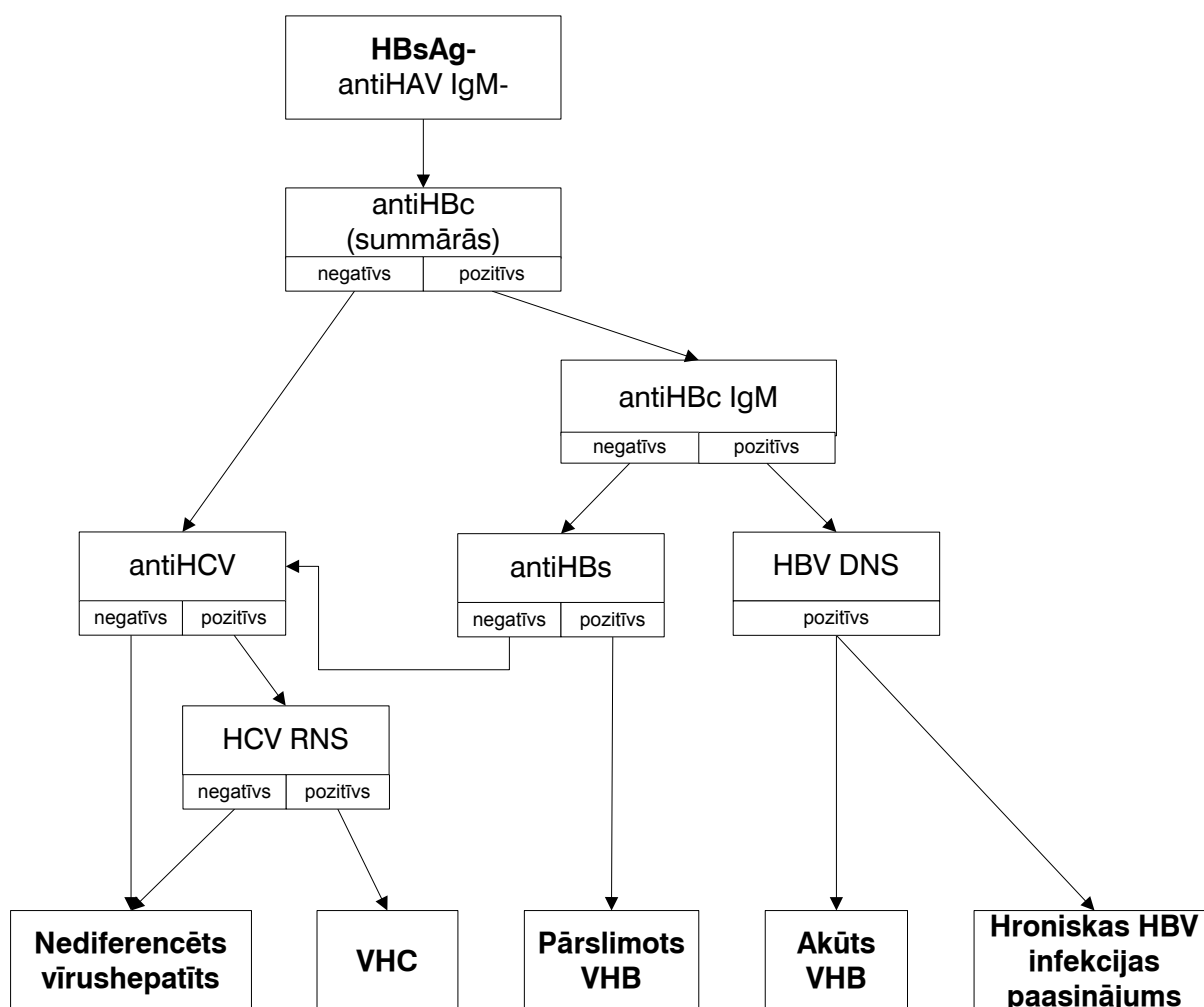 HBsAg-
antiHAV IgM-
antiHBc
(summārās)
negatīvs
pozitīvs
antiHBc IgM
negatīvs
pozitīvs
antiHCV
negatīvs
pozitīvs
antiHBs
negatīvs
pozitīvs
HBV DNS
pozitīvs
HCV RNS
negatīvs
pozitīvs
Nediferencēts
vīrushepatīts
VHC
Pārslimots
VHB
Akūts
VHB
Hroniskas HBV
infekcijas
paasinājums